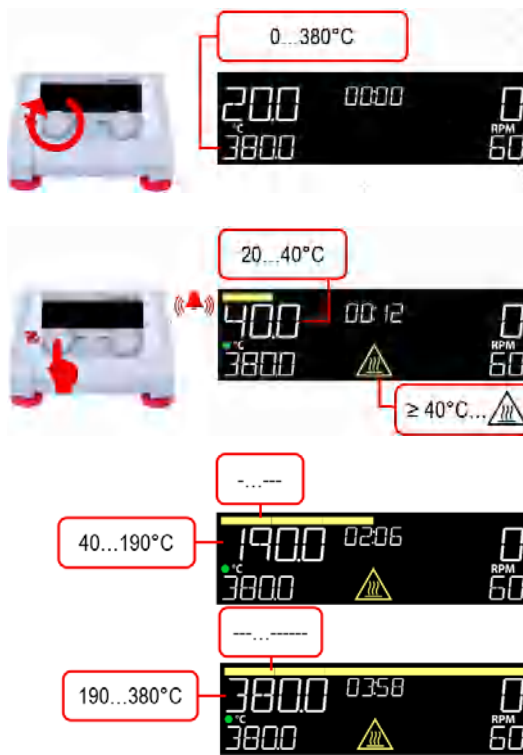 0...380°C
20.0 00:00 0
°C RPM
380.0 60
20...40°C
40.0 00:12 0
°C RPM
380.0 60
≥ 40°C...
-...---
40...190°C
190.0 02:06 0
°C RPM
380.0 60
---...------
190...380°C
380.0 03:58 0
°C RPM
380.0 60